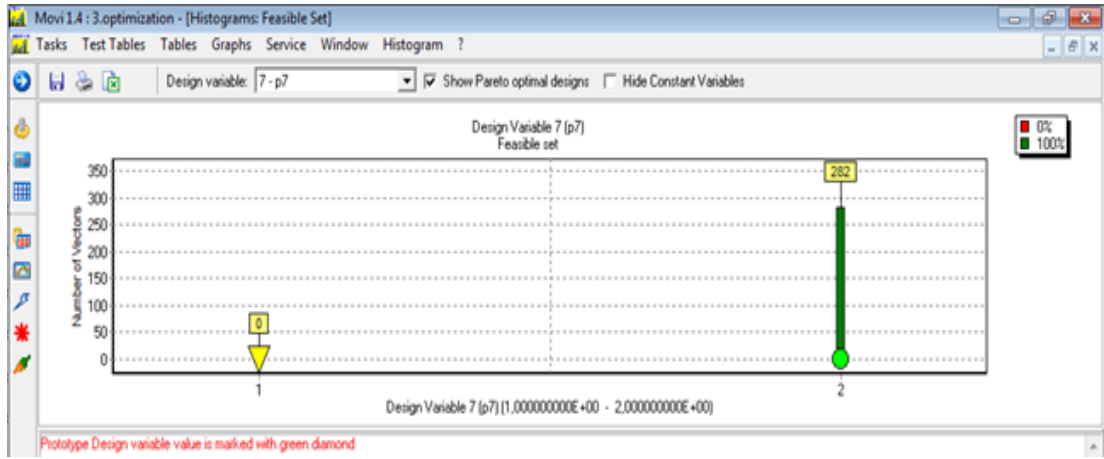 Movi 1.4 : 3.optimization - [Histograms: Feasible Set]
Tasks Test Tables Tables Graphs Service Window Histogram ?
Design variable: 7 - p7 Show Pareto optimal designs Hide Constant Variables
Design Variable 7 (p7)
Feasible set
0%
100%
Number of Vectors
350
300
250
200
150
100
50
0
282
0
1
2
Design Variable 7 (p7) (1,000000000E+00 - 2,000000000E+00)
Prototype Design variable value is marked with green diamond